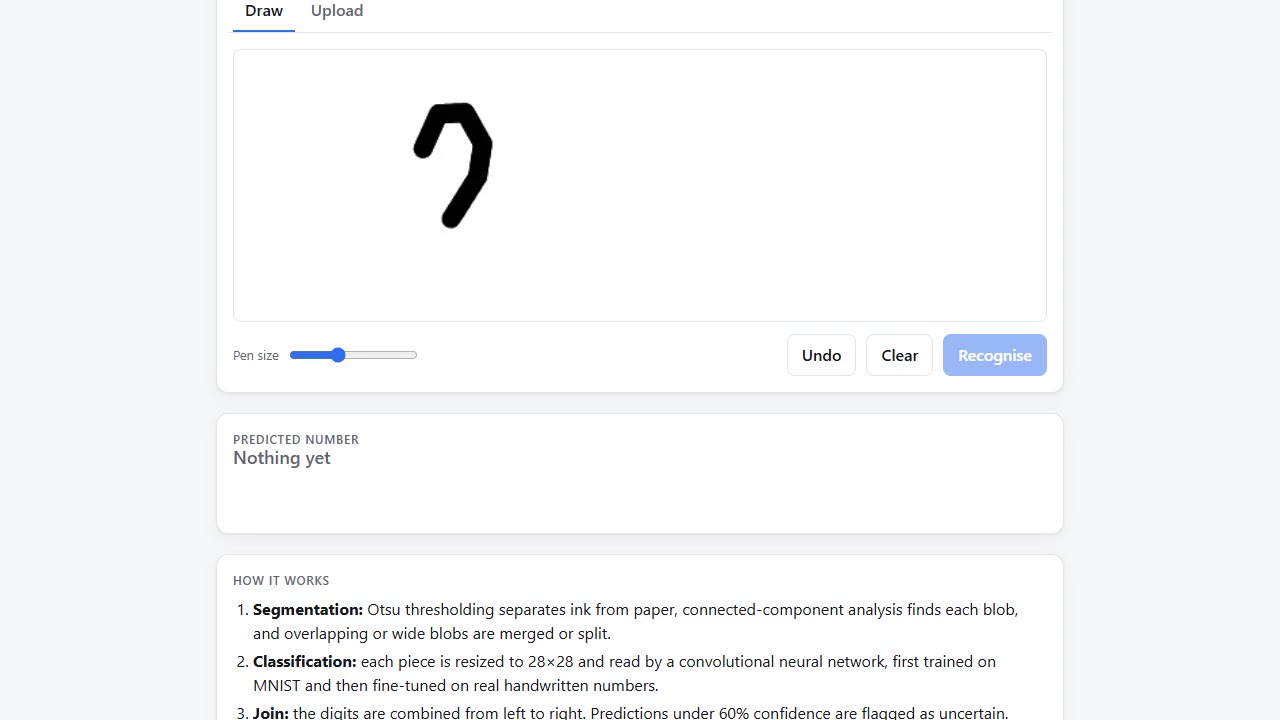 Draw Upload
Pen size Undo Clear Recognise
PREDICTED NUMBER
Nothing yet
HOW IT WORKS
1. Segmentation: Otsu thresholding separates ink from paper, connected-component analysis finds each blob,
and overlapping or wide blobs are merged or split.
2. Classification: each piece is resized to 28×28 and read by a convolutional neural network, first trained on
MNIST and then fine-tuned on real handwritten numbers.
3. Join: the digits are combined from left to right. Predictions under 60% confidence are flagged as uncertain.